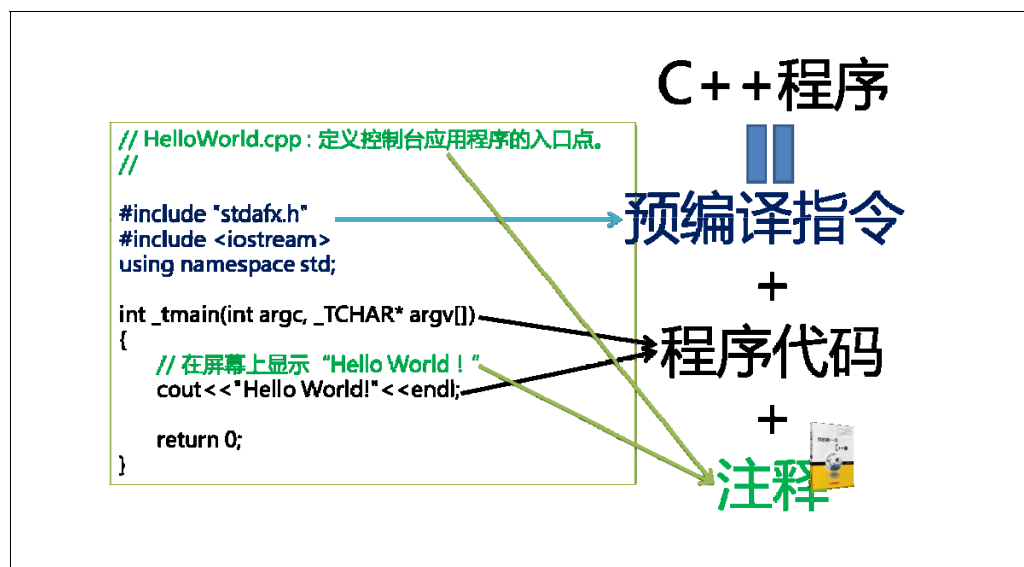 // HelloWorld.cpp : 定义控制台应用程序的入口点。
//
#include "stdafx.h"
#include <iostream>
using namespace std;
int _tmain(int argc, _TCHAR* argv[])
{
// 在屏幕上显示 “Hello World！”
cout<<"Hello World!"<<endl;
return 0;
}
C++程序
预编译指令
+
程序代码
+
注释